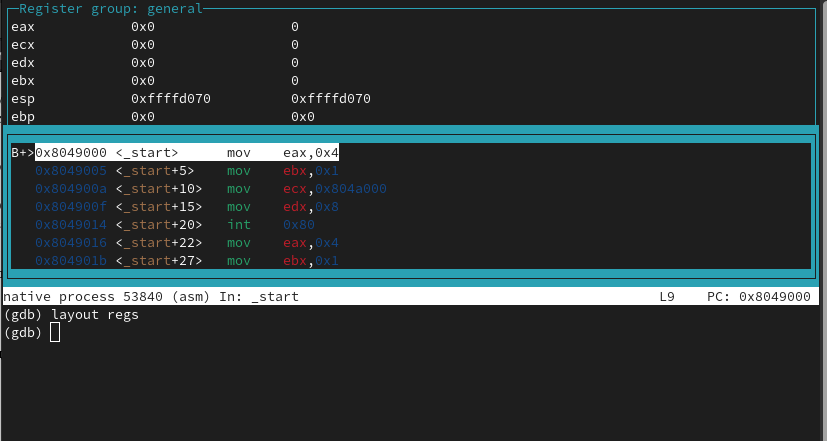 Register group: general
eax 0x0 0
ecx 0x0 0
edx 0x0 0
ebx 0x0 0
esp 0xffffd070 0xffffd070
ebp 0x0 0x0
B+>0x8049000 <_start> mov eax,0x4
0x8049005 <_start+5> mov ebx,0x1
0x804900a <_start+10> mov ecx,0x804a000
0x804900f <_start+15> mov edx,0x8
0x8049014 <_start+20> int 0x80
0x8049016 <_start+22> mov eax,0x4
0x804901b <_start+27> mov ebx,0x1
native process 53840 (asm) In: _start L9 PC: 0x8049000
(gdb) layout regs
(gdb)